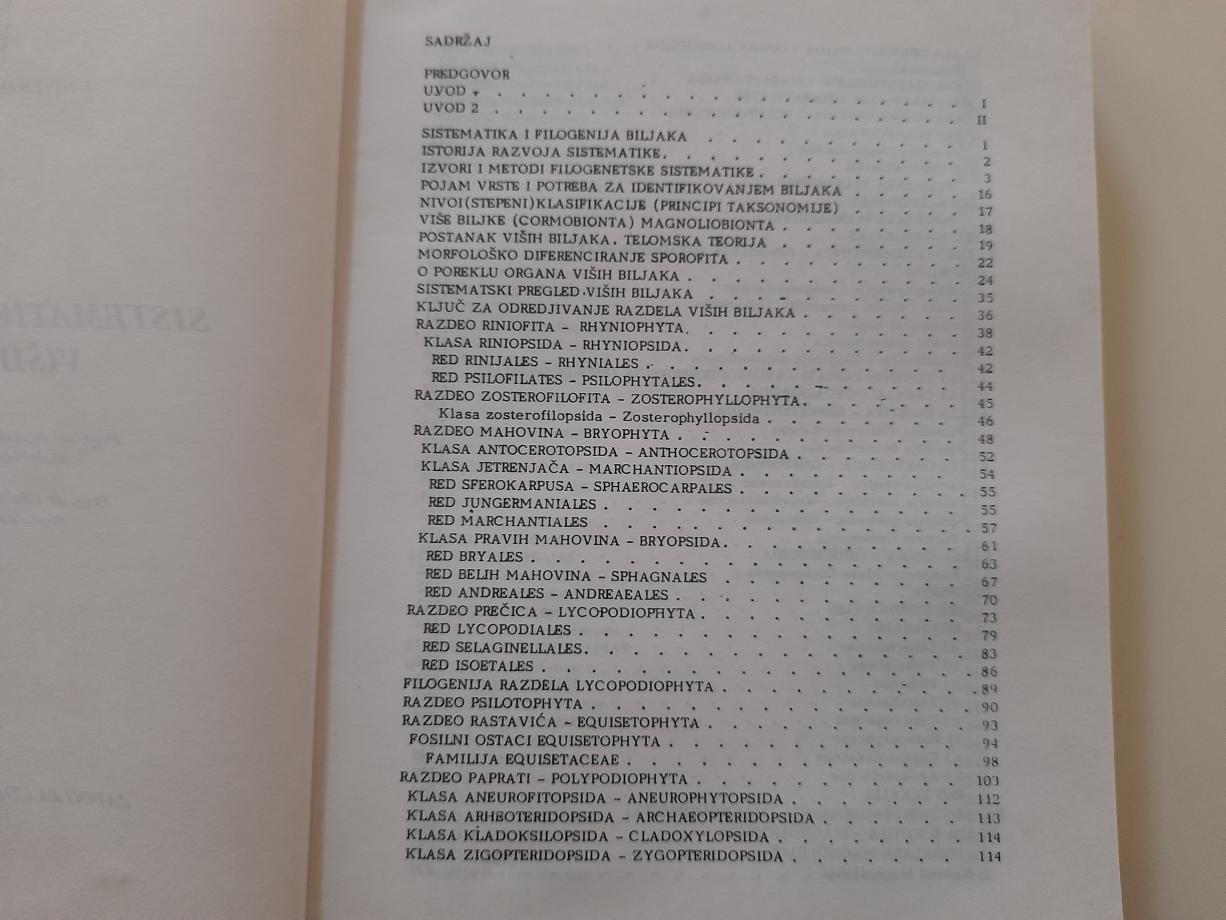 SADRŽAJ
PREDGOVOR
UVOD . . . . . . . . . . . . . . . . . . I
UVOD 2 . . . . . . . . . . . . . . . . . . II
SISTEMATIKA I FILOGENIJA BILJAKA . . . . . . . . . . 1
ISTORIJA RAZVOJA SISTEMATIKE. . . . . . . . . . . 2
IZVORI I METODI FILOGENETSKE SISTEMATIKE . . . . . . . . 3
POJAM VRSTE I POTREBA ZA IDENTIFIKOVANJEM BILJAKA . . . . . 16
NIVOI(STEPENI)KLASIFIKACIJE (PRINCIPI TAKSONOMIJE) . . . . . 17
VIŠE BILJKE (CORMOBIONTA) MAGNOLIOBIONTA . . . . . . . 18
POSTANAK VIŠIH BILJAKA. TELOMSKA TEORIJA . . . . . . . . 19
MORFOLOŠKO DIFERENCIRANJE SPOROFITA . . . . . . . . . 22
O POREKLU ORGANA VIŠIH BILJAKA . . . . . . . . . . . 24
SISTEMATSKI PREGLED VIŠIH BILJAKA . . . . . . . . . . 35
KLJUČ ZA ODREDJIVANJE RAZDELA VIŠIH BILJAKA . . . . . . . 36
RAZDEO RINIOFITA - RHYNIOPHYTA. . . . . . . . . . . 38
KLASA RINIOPSIDA - RHYNIOPSIDA. . . . . . . . . . . 42
RED RINIJALES - RHYNIALES . . . . . . . . . . . . 42
RED PSILOFILATES - PSILOPHYTALES. . . . . . . . . . 44
RAZDEO ZOSTEROFILOFITA - ZOSTEROPHYLLOPHYTA. . . . . . . 45
Klasa zosterofilopsida - Zosterophyllopsida . . . . . . . . 46
RAZDEO MAHOVINA - BRYOPHYTA . . . . . . . . . . . 48
KLASA ANTOCEROTOPSIDA - ANTHOCEROTOPSIDA . . . . . . . 52
KLASA JETRENJAČA - MARCHANTIOPSIDA . . . . . . . . . 54
RED SFEROKARPUSA - SPHAEROCARPALES . . . . . . . . . 55
RED JUNGERMANIALES . . . . . . . . . . . . . . 55
RED MARCHANTIALES . . . . . . . . . . . . . . 57
KLASA PRAVIH MAHOVINA - BRYOPSIDA. . . . . . . . . . 61
RED BRYALES . . . . . . . . . . . . . . . . . 63
RED BELIH MAHOVINA - SPHAGNALES . . . . . . . . . . 67
RED ANDREALES - ANDREAEALES . . . . . . . . . . . 70
RAZDEO PREČICA - LYCOPODIOPHYTA . . . . . . . . . . 73
RED LYCOPODIALES . . . . . . . . . . . . . . . 79
RED SELAGINELLALES. . . . . . . . . . . . . . . 83
RED ISOETALES . . . . . . . . . . . . . . . . 86
FILOGENIJA RAZDELA LYCOPODIOPHYTA . . . . . . . . . . 89
RAZDEO PSILOTOPHYTA . . . . . . . . . . . . . . 90
RAZDEO RASTAVIĆA - EQUISETOPHYTA . . . . . . . . . . 93
FOSILNI OSTACI EQUISETOPHYTA . . . . . . . . . . . . 94
FAMILIJA EQUISETACEAE . . . . . . . . . . . . . 98
RAZDEO PAPRATI - POLYPODIOPHYTA . . . . . . . . . . 103
KLASA ANEUROFITOPSIDA - ANEUROPHYTOPSIDA . . . . . . . 112
KLASA ARHEOTERIDOPSIDA - ARCHAEOPTERIDOPSIDA . . . . . . 113
KLASA KLADOKSILOPSIDA - CLADOXYLOPSIDA . . . . . . . . 114
KLASA ZIGOPTERIDOPSIDA - ZYGOPTERIDOPSIDA . . . . . . . 114